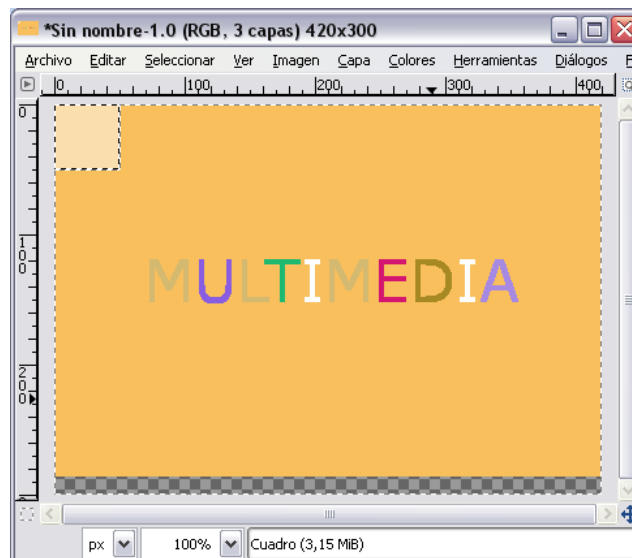 *Sin nombre-1.0 (RGB, 3 capas) 420x300
Archivo Editar Seleccionar Ver Imagen Capa Colores Herramientas Diálogos F
0 100 200 300 400
0
100
200
MULTIMEDIA
px 100% Cuadro (3,15 MiB)